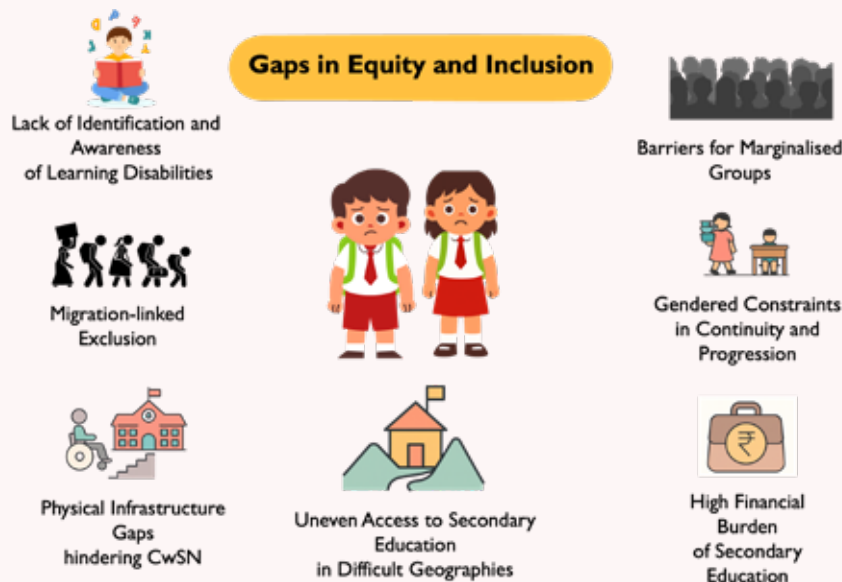 Gaps in Equity and Inclusion
Lack of Identification and
Awareness
of Learning Disabilities
Barriers for Marginalised
Groups
Migration-linked
Exclusion
Gendered Constraints
in Continuity and
Progression
Physical Infrastructure
Gaps
hindering CwSN
Uneven Access to Secondary
Education
in Difficult Geographies
₹
High Financial
Burden
of Secondary
Education